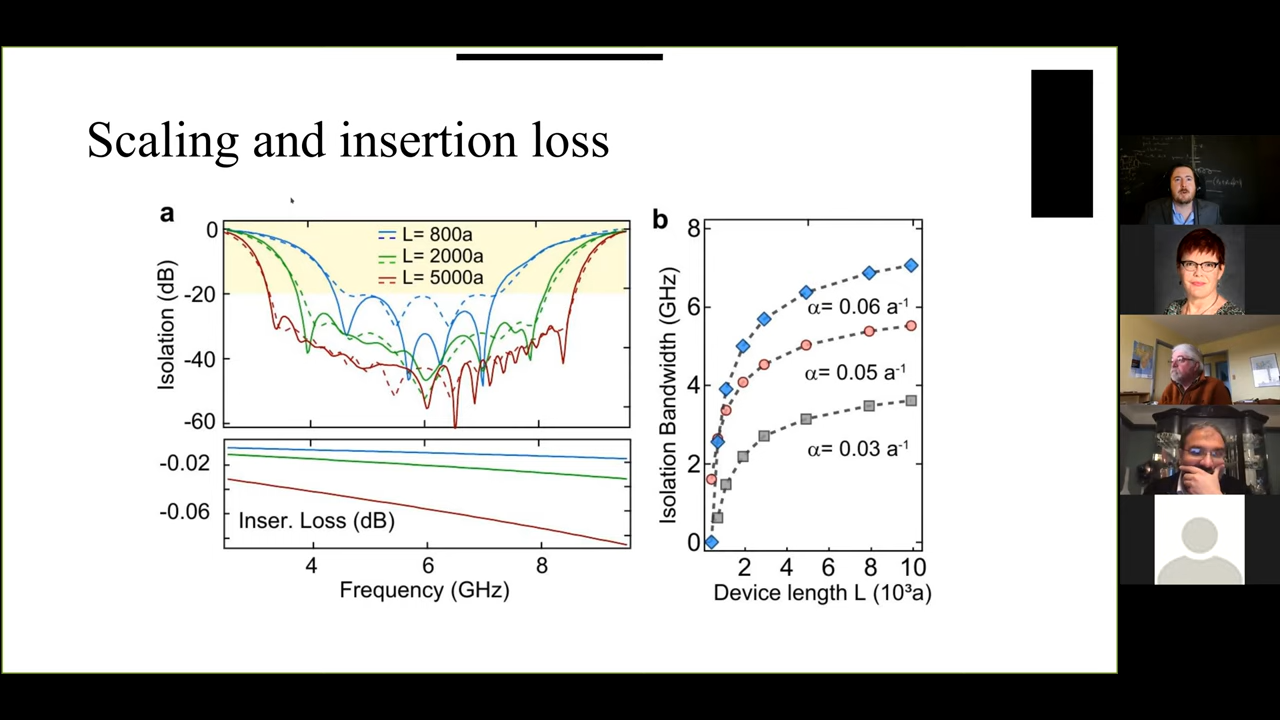 Scaling and insertion loss
a
0
-20
-40
-60
Isolation (dB)
L= 800a
L= 2000a
L= 5000a
-0.02
-0.06
Inser. Loss (dB)
4 6 8
Frequency (GHz)
b
8
6
4
2
0
Isolation Bandwidth (GHz)
α= 0.06 a⁻¹
α= 0.05 a⁻¹
α= 0.03 a⁻¹
2 4 6 8 10
Device length L (10³a)